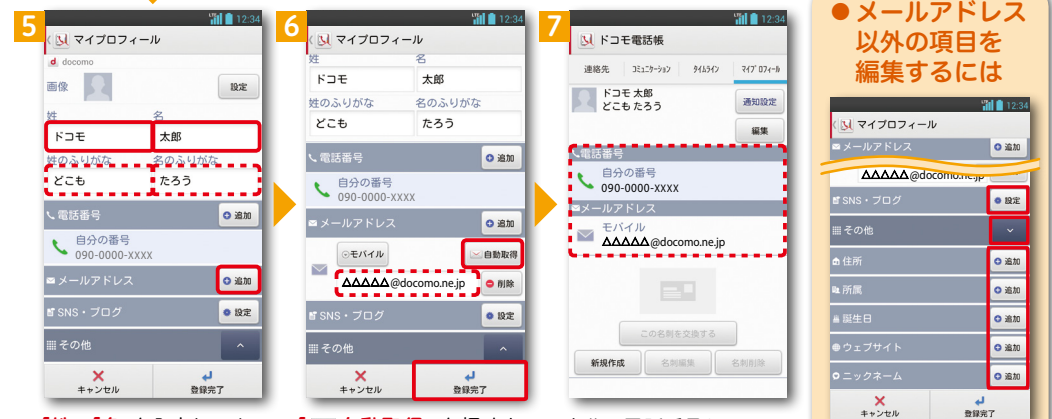 5
12:34
マイプロフィール
docomo
画像
設定
姓
名
ドコモ
太郎
姓のふりがな
名のふりがな
どこも
たろう
電話番号
追加
自分の番号
090-0000-XXXX
メールアドレス
追加
SNS・ブログ
設定
その他
キャンセル
登録完了
6
12:34
マイプロフィール
姓
名
ドコモ
太郎
姓のふりがな
名のふりがな
どこも
たろう
電話番号
追加
自分の番号
090-0000-XXXX
メールアドレス
追加
モバイル
自動取得
△△△△△@docomo.ne.jp
削除
SNS・ブログ
設定
その他
キャンセル
登録完了
7
12:34
ドコモ電話帳
連絡先
コミュニケーション
タイムライン
マイプロフィール
ドコモ 太郎
どこも たろう
通知設定
編集
電話番号
自分の番号
090-0000-XXXX
メールアドレス
モバイル
△△△△△@docomo.ne.jp
この名刺を交換する
新規作成
名刺編集
名刺削除
●メールアドレス
以外の項目を
編集するには
12:34
マイプロフィール
メールアドレス
追加
△△△△△@docomo.ne.jp
SNS・ブログ
設定
その他
住所
追加
所属
追加
誕生日
追加
ウェブサイト
追加
ニックネーム
追加
キャンセル
登録完了